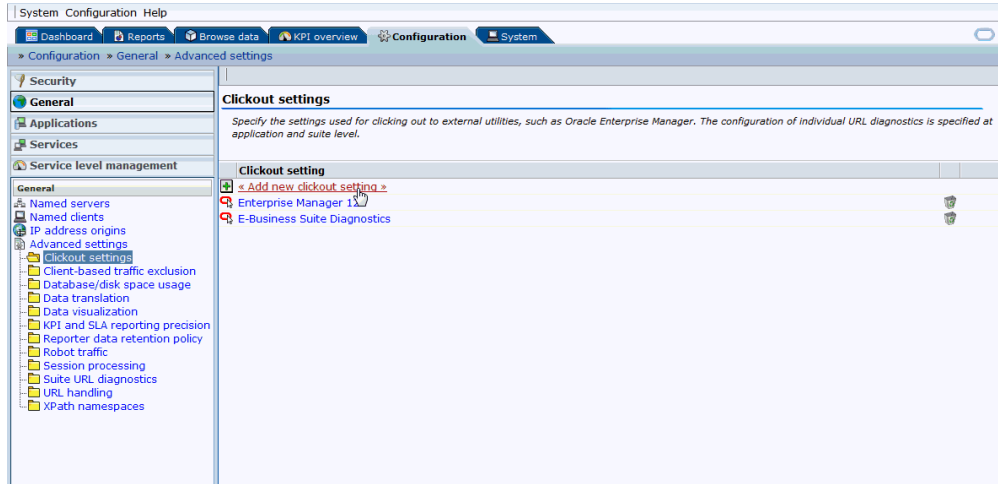 System Configuration Help
Dashboard Reports Browse data KPI overview Configuration System
» Configuration » General » Advanced settings
Security
General
Applications
Services
Service level management
General
Named servers
Named clients
IP address origins
Advanced settings
Clickout settings
Client-based traffic exclusion
Database/disk space usage
Data translation
Data visualization
KPI and SLA reporting precision
Reporter data retention policy
Robot traffic
Session processing
Suite URL diagnostics
URL handling
XPath namespaces
Clickout settings
Specify the settings used for clicking out to external utilities, such as Oracle Enterprise Manager. The configuration of individual URL diagnostics is specified at
application and suite level.
Clickout setting
« Add new clickout setting »
Enterprise Manager
E-Business Suite Diagnostics